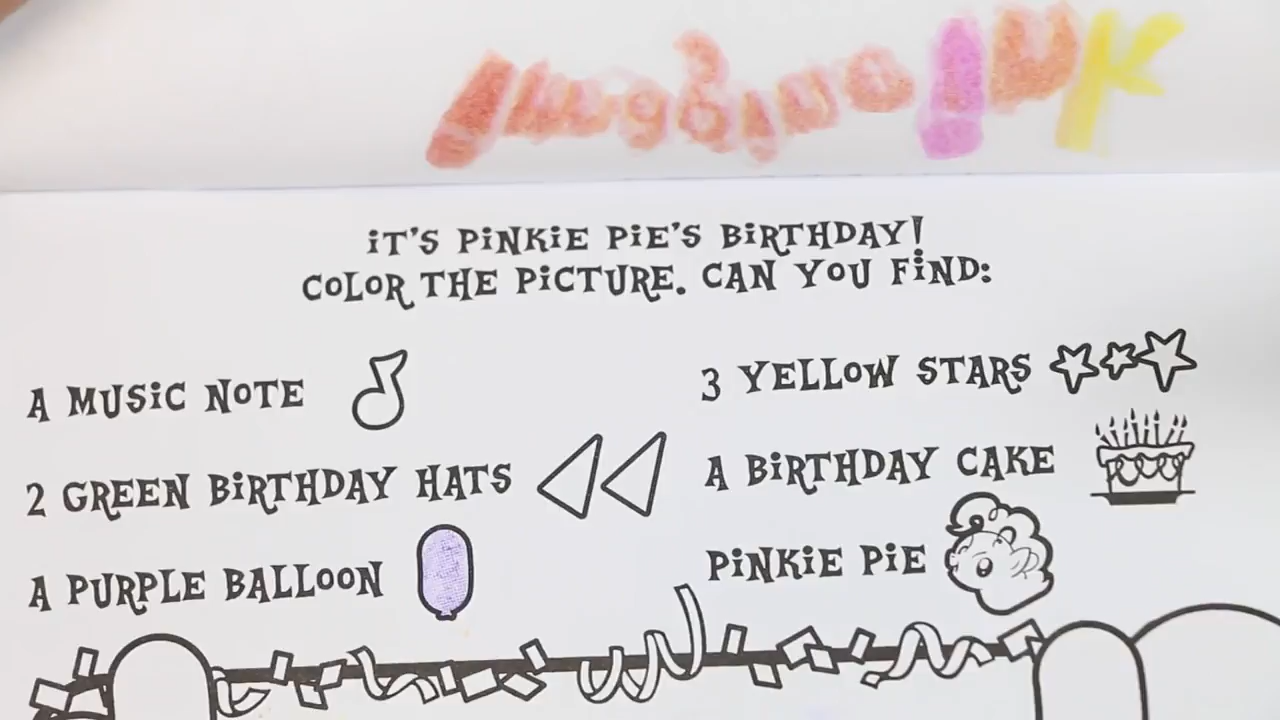 iT'S PiNKiE PiE'S BiRTHDAY!
COLOR THE PiCTURE. CAN YOU FiND:
A MUSiC NOTE
2 GREEN BiRTHDAY HATS
A PURPLE BALLOON
3 YELLOW STARS
A BiRTHDAY CAKE
PiNKiE PiE